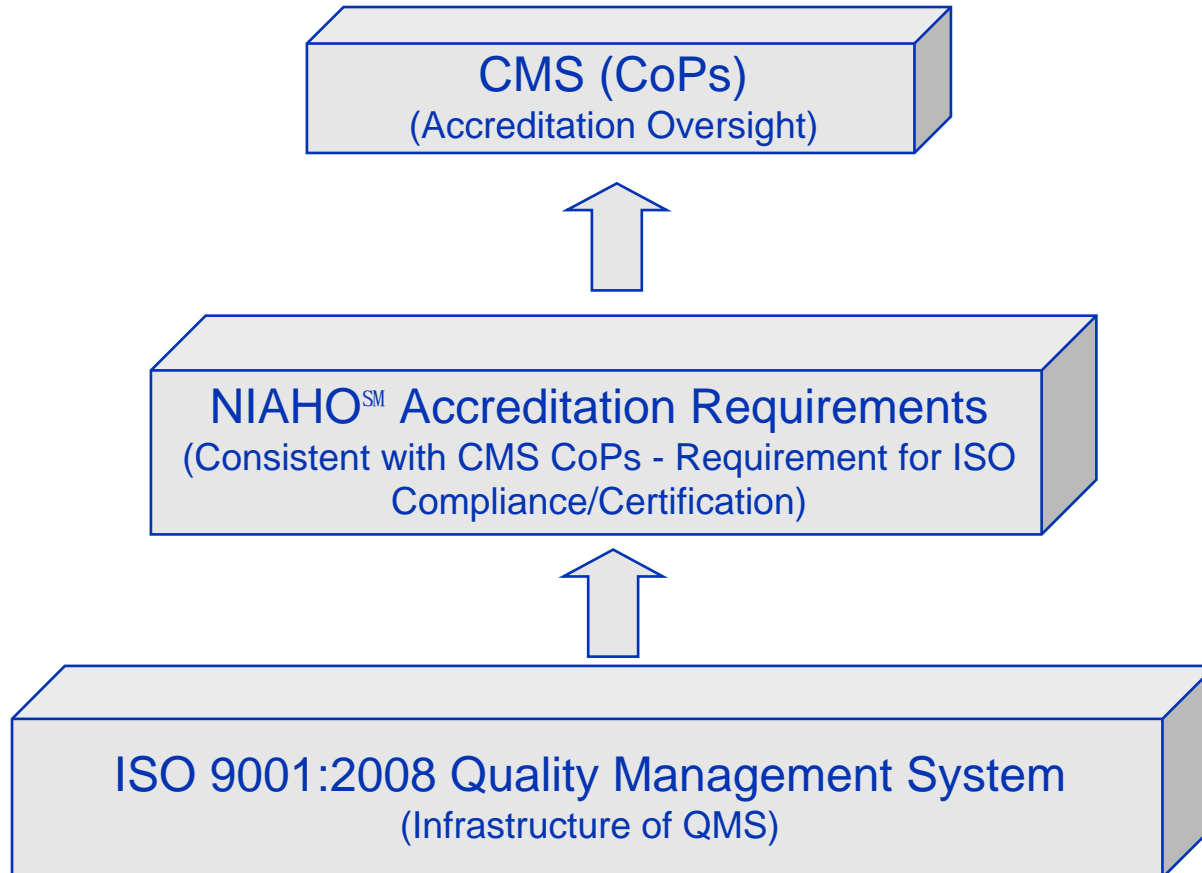 CMS (CoPs)
(Accreditation Oversight)
NIAHO℠ Accreditation Requirements
(Consistent with CMS CoPs - Requirement for ISO
Compliance/Certification)
ISO 9001:2008 Quality Management System
(Infrastructure of QMS)